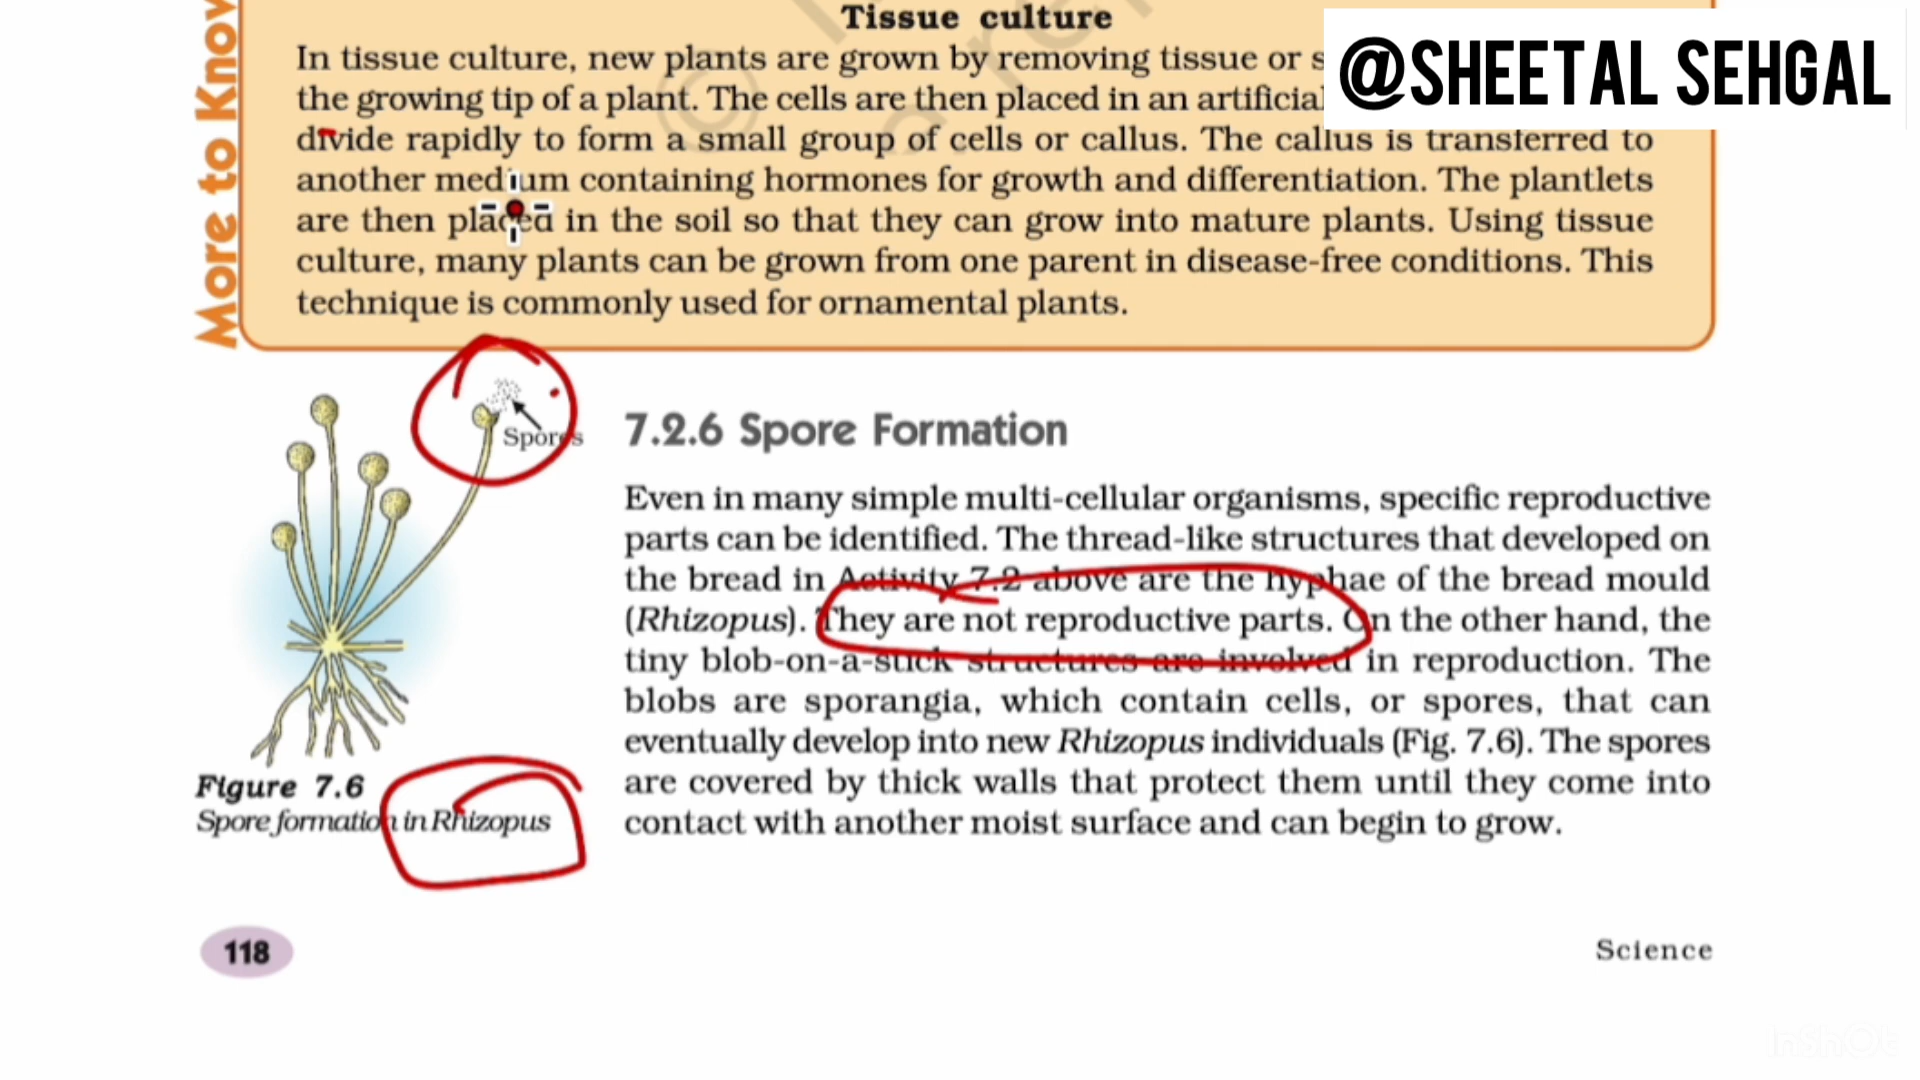 More to Know
Tissue culture
@SHEETAL SEHGAL
In tissue culture, new plants are grown by removing tissue or
the growing tip of a plant. The cells are then placed in an artificial
divide rapidly to form a small group of cells or callus. The callus is transferred to
another medium containing hormones for growth and differentiation. The plantlets
are then placed in the soil so that they can grow into mature plants. Using tissue
culture, many plants can be grown from one parent in disease-free conditions. This
technique is commonly used for ornamental plants.
Spores
Figure 7.6
Spore formation in Rhizopus
7.2.6 Spore Formation
Even in many simple multi-cellular organisms, specific reproductive
parts can be identified. The thread-like structures that developed on
the bread in Activity 7.2 above are the hyphae of the bread mould
(Rhizopus). They are not reproductive parts. On the other hand, the
tiny blob-on-a-stick structures are involved in reproduction. The
blobs are sporangia, which contain cells, or spores, that can
eventually develop into new Rhizopus individuals (Fig. 7.6). The spores
are covered by thick walls that protect them until they come into
contact with another moist surface and can begin to grow.
118
Science
InShOt